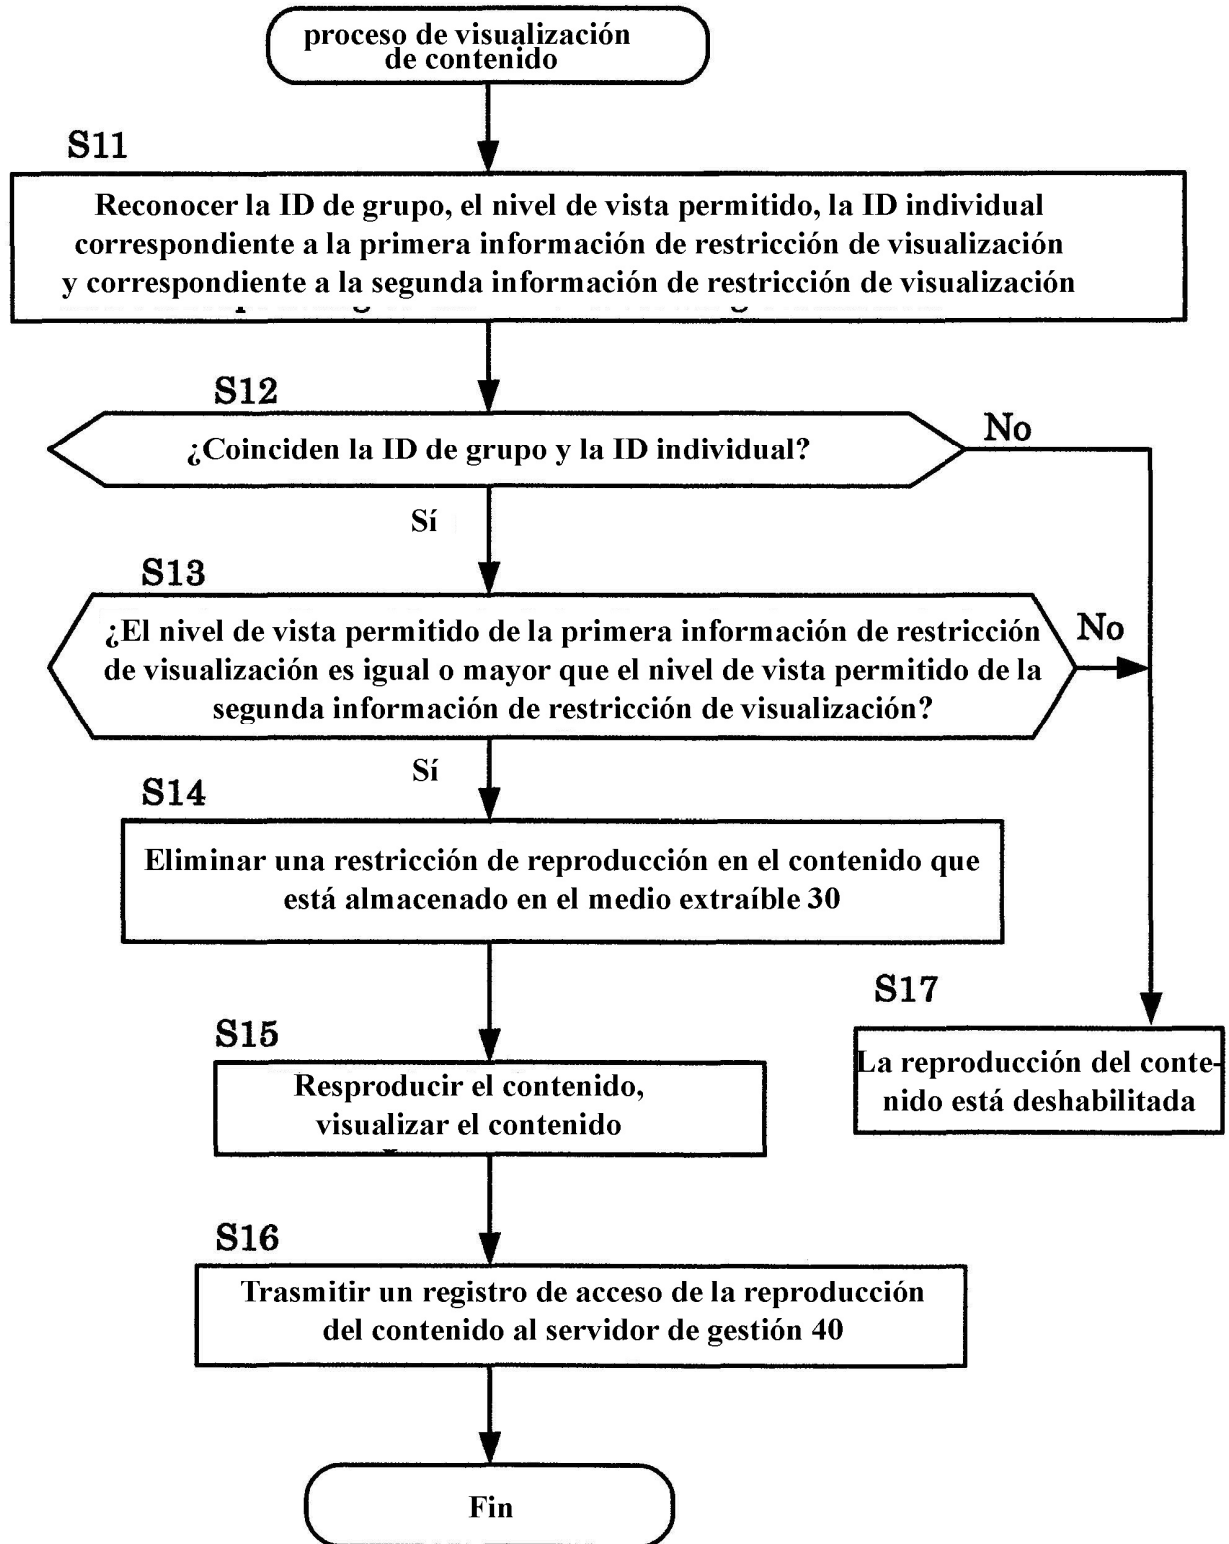 proceso de visualización
de contenido
S11
Reconocer la ID de grupo, el nivel de vista permitido, la ID individual
correspondiente a la primera información de restricción de visualización
y correspondiente a la segunda información de restricción de visualización
S12
¿Coinciden la ID de grupo y la ID individual?
No
Sí
S13
¿El nivel de vista permitido de la primera información de restricción
de visualización es igual o mayor que el nivel de vista permitido de la
segunda información de restricción de visualización?
No
Sí
S14
Eliminar una restricción de reproducción en el contenido que
está almacenado en el medio extraíble 30
S17
La reproducción del conte-
nido está deshabilitada
S15
Resproducir el contenido,
visualizar el contenido
S16
Trasmitir un registro de acceso de la reproducción
del contenido al servidor de gestión 40
Fin